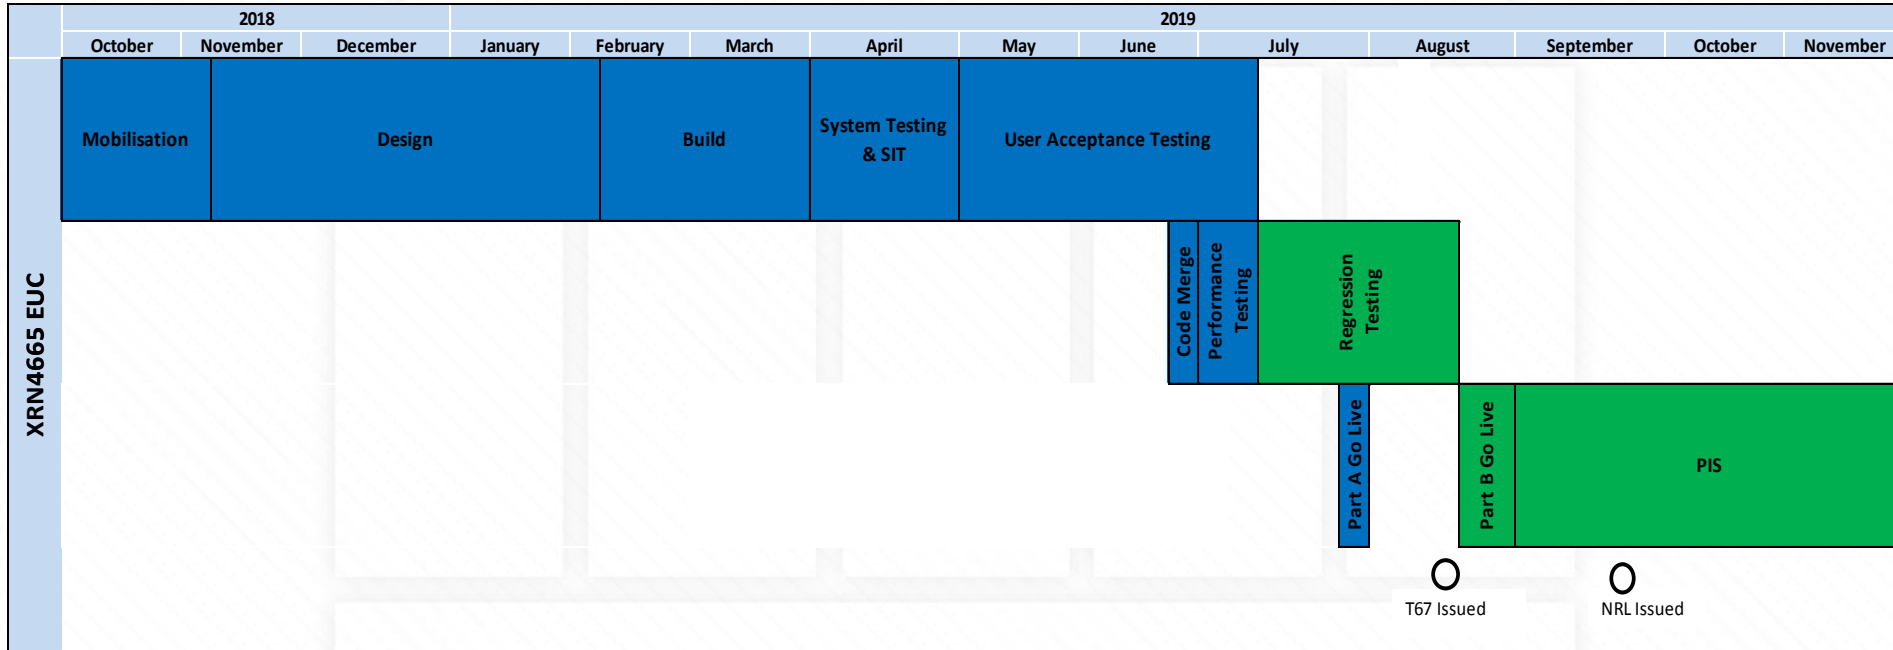 2018
2019
October
November
December
January
February
March
April
May
June
July
August
September
October
November
XRN4665 EUC
Mobilisation
Design
Build
System Testing
& SIT
User Acceptance Testing
Code Merge
Performance
Testing
Regression
Testing
Part A Go Live
Part B Go Live
PIS
T67 Issued
NRL Issued